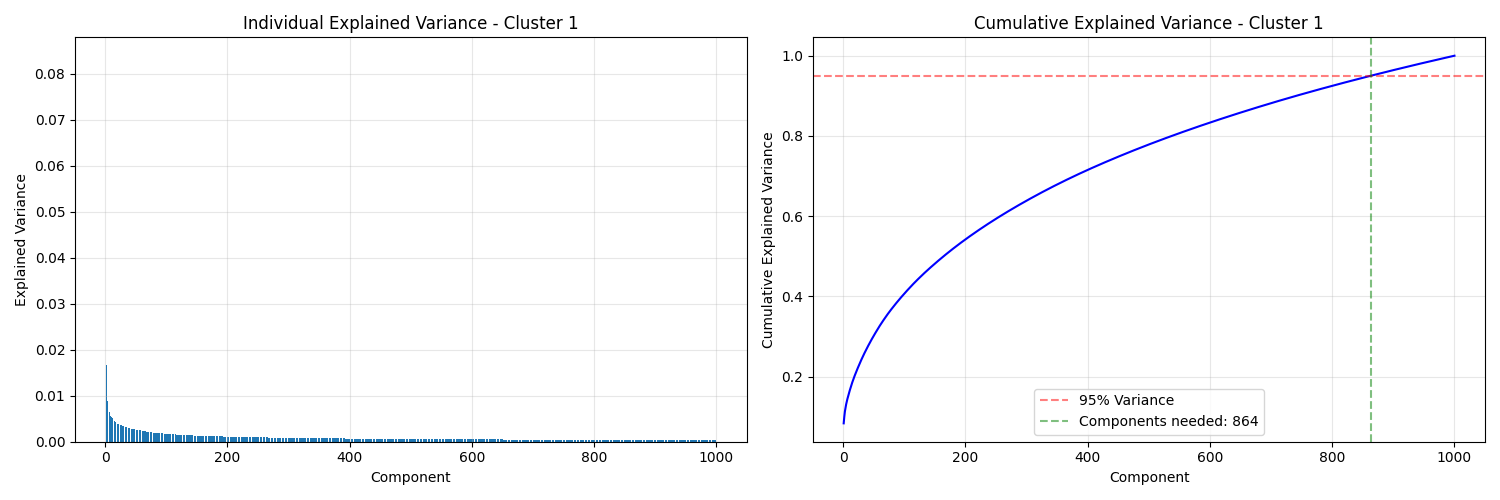 Individual Explained Variance - Cluster 1
Explained Variance
0.08
0.07
0.06
0.05
0.04
0.03
0.02
0.01
0.00
0 200 400 600 800 1000
Component
Cumulative Explained Variance - Cluster 1
Cumulative Explained Variance
1.0
0.8
0.6
0.4
0.2
95% Variance
Components needed: 864
0 200 400 600 800 1000
Component